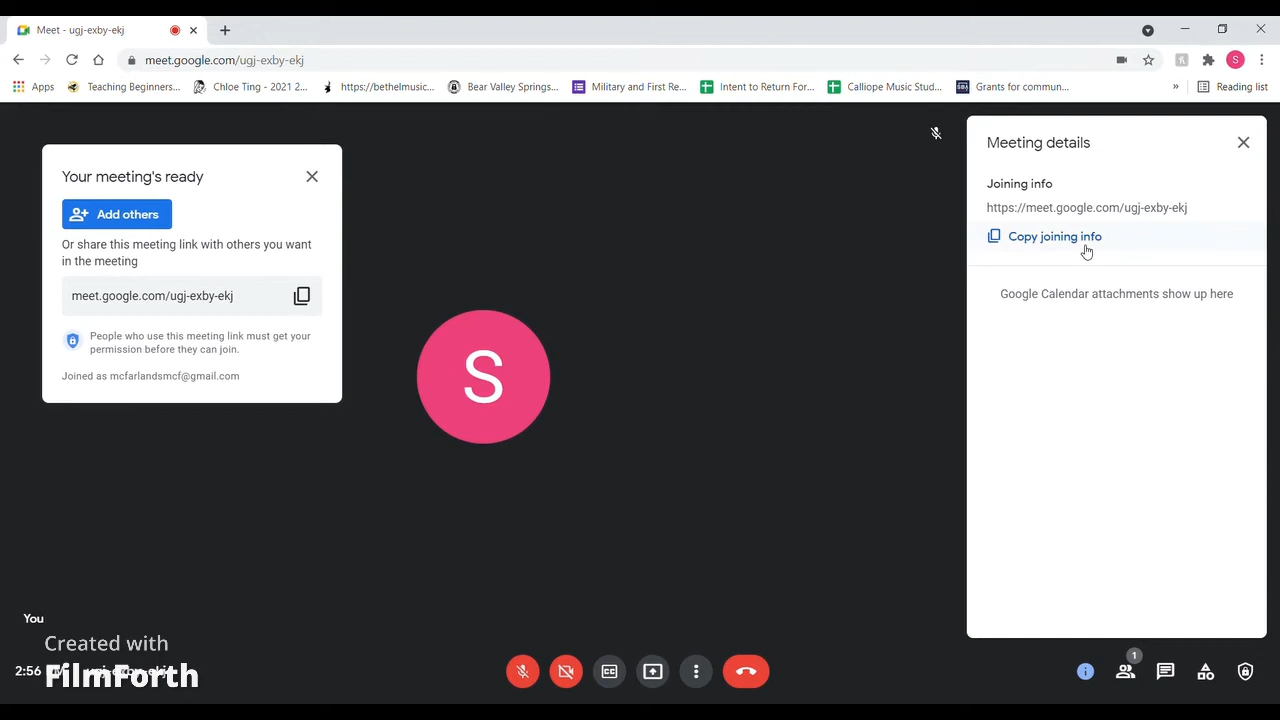 Meet - ugj-exby-ekj
meet.google.com/ugj-exby-ekj
S
Apps
Teaching Beginners...
Chloe Ting - 2021 2...
https://bethelmusic...
Bear Valley Springs...
Military and First Re...
Intent to Return For...
Calliope Music Stud...
Grants for commun...
»
Reading list
Your meeting's ready
Add others
Or share this meeting link with others you want
in the meeting
meet.google.com/ugj-exby-ekj
People who use this meeting link must get your
permission before they can join.
Joined as mcfarlandsmcf@gmail.com
S
Meeting details
Joining info
https://meet.google.com/ugj-exby-ekj
Copy joining info
Google Calendar attachments show up here
You
Created with
FilmForth
2:56
ugj-exby-ekj
CC
1